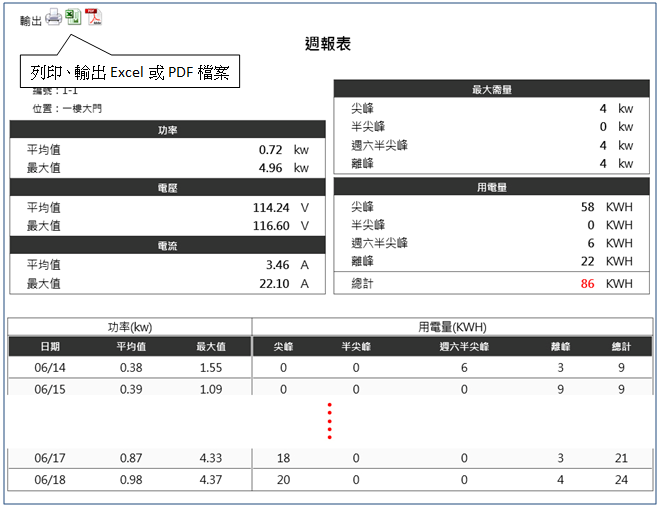 輸出
週報表
列印、輸出 Excel 或 PDF 檔案
編號：1-1
位置：一樓大門
功率
平均值 0.72 kw
最大值 4.96 kw
電壓
平均值 114.24 V
最大值 116.60 V
電流
平均值 3.46 A
最大值 22.10 A
最大需量
尖峰 4 kw
半尖峰 0 kw
週六半尖峰 4 kw
離峰 4 kw
用電量
尖峰 58 KWH
半尖峰 0 KWH
週六半尖峰 6 KWH
離峰 22 KWH
總計 86 KWH
功率(kw) 用電量(KWH)
日期 平均值 最大值 尖峰 半尖峰 週六半尖峰 離峰 總計
06/14 0.38 1.55 0 0 6 3 9
06/15 0.39 1.09 0 0 0 9 9
06/17 0.87 4.33 18 0 0 3 21
06/18 0.98 4.37 20 0 0 4 24